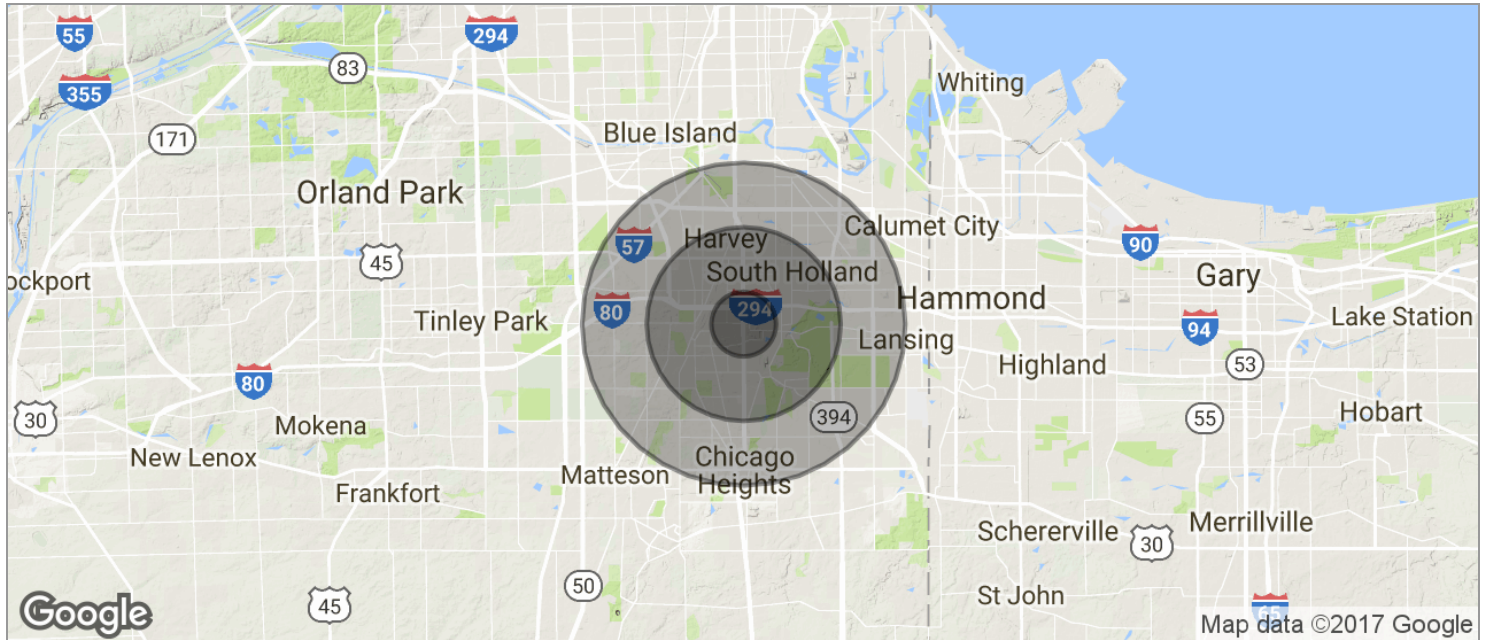 55
294
83
355
Whiting
171
Blue Island
Orland Park
Calumet City
57
Harvey
90
45
South Holland
Gary
ockport
294
Hammond
80
Tinley Park
Lake Station
94
Lansing
Highland
53
80
30
394
55
Hobart
Mokena
New Lenox
Chicago
Heights
Matteson
Frankfort
Schererville
Merrillville
30
50
St John
45
65
Google
Map data ©2017 Google